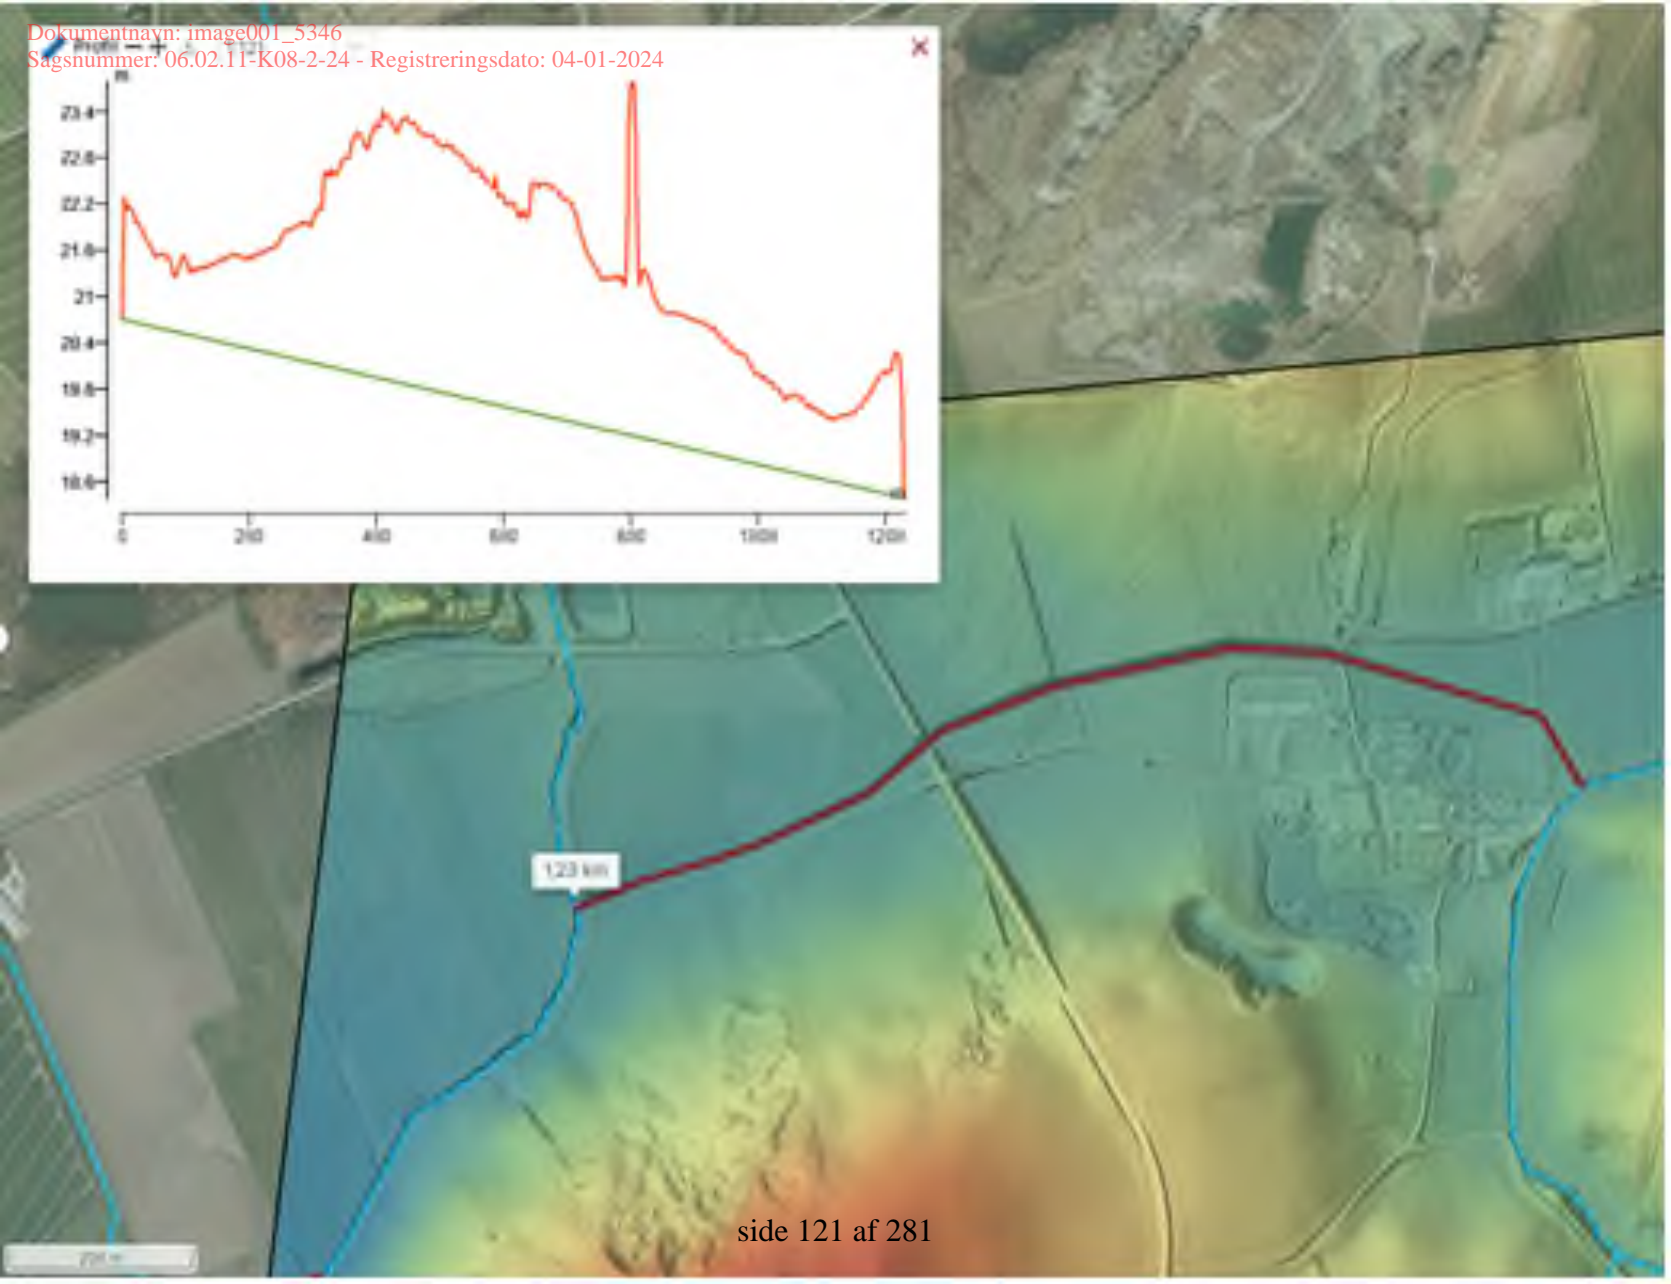 Dokumentnavn: image001_5346
Profil
Sagsnummer: 06.02.11-K08-2-24 - Registreringsdato: 04-01-2024
m
23.4
22.8
22.2
21.6
21
20.4
19.8
19.2
18.6
0 200 400 600 800 1000 1200
1,23 km
side 121 af 281